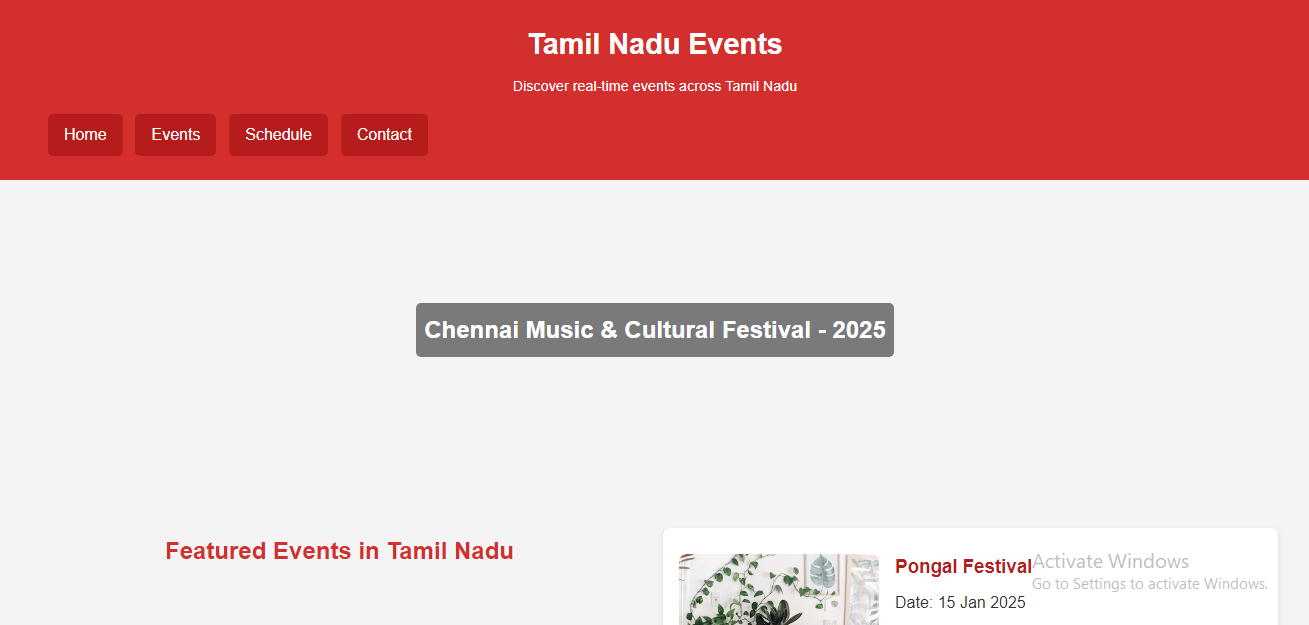 Tamil Nadu Events
Discover real-time events across Tamil Nadu
Home Events Schedule Contact
Chennai Music & Cultural Festival - 2025
Featured Events in Tamil Nadu
Pongal Festival
Date: 15 Jan 2025
Activate Windows
Go to Settings to activate Windows.